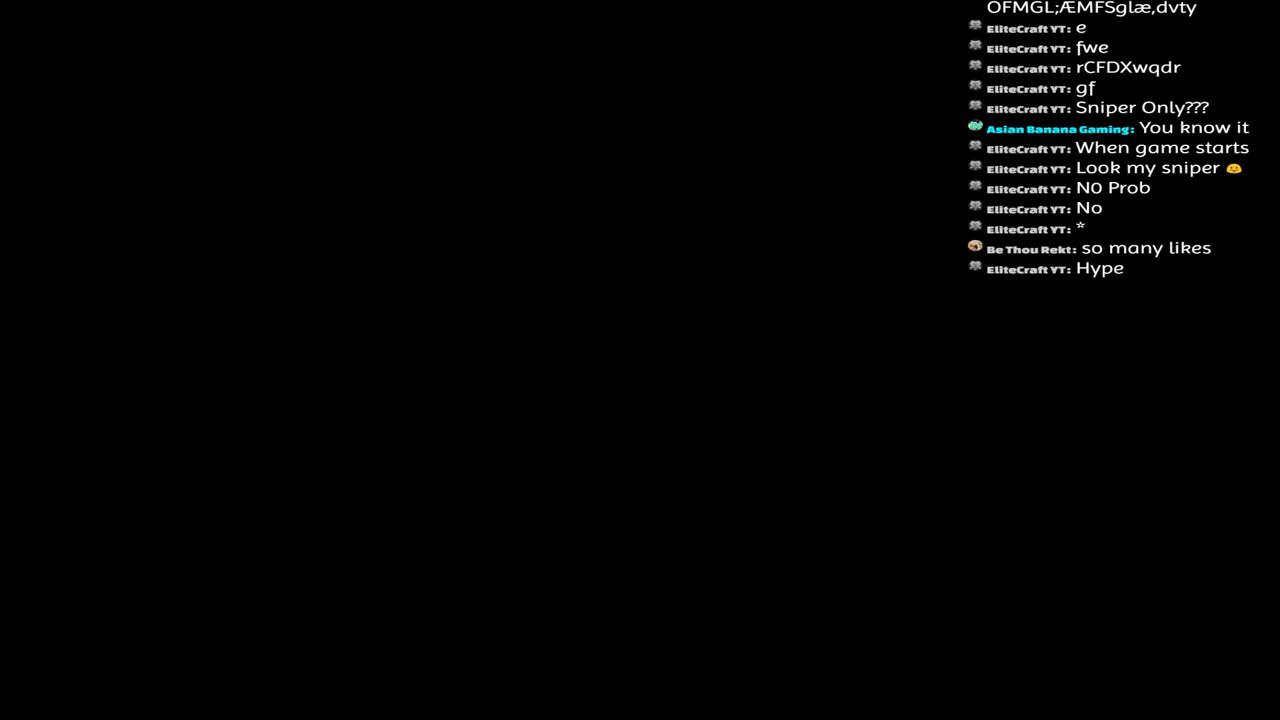 OFMGL;ÆMFSglæ,dvty
EliteCraft YT: e
EliteCraft YT: fwe
EliteCraft YT: rCFDXwqdr
EliteCraft YT: gf
EliteCraft YT: Sniper Only???
Asian Banana Gaming: You know it
EliteCraft YT: When game starts
EliteCraft YT: Look my sniper
EliteCraft YT: N0 Prob
EliteCraft YT: No
EliteCraft YT: *
Be Thou Rekt: so many likes
EliteCraft YT: Hype